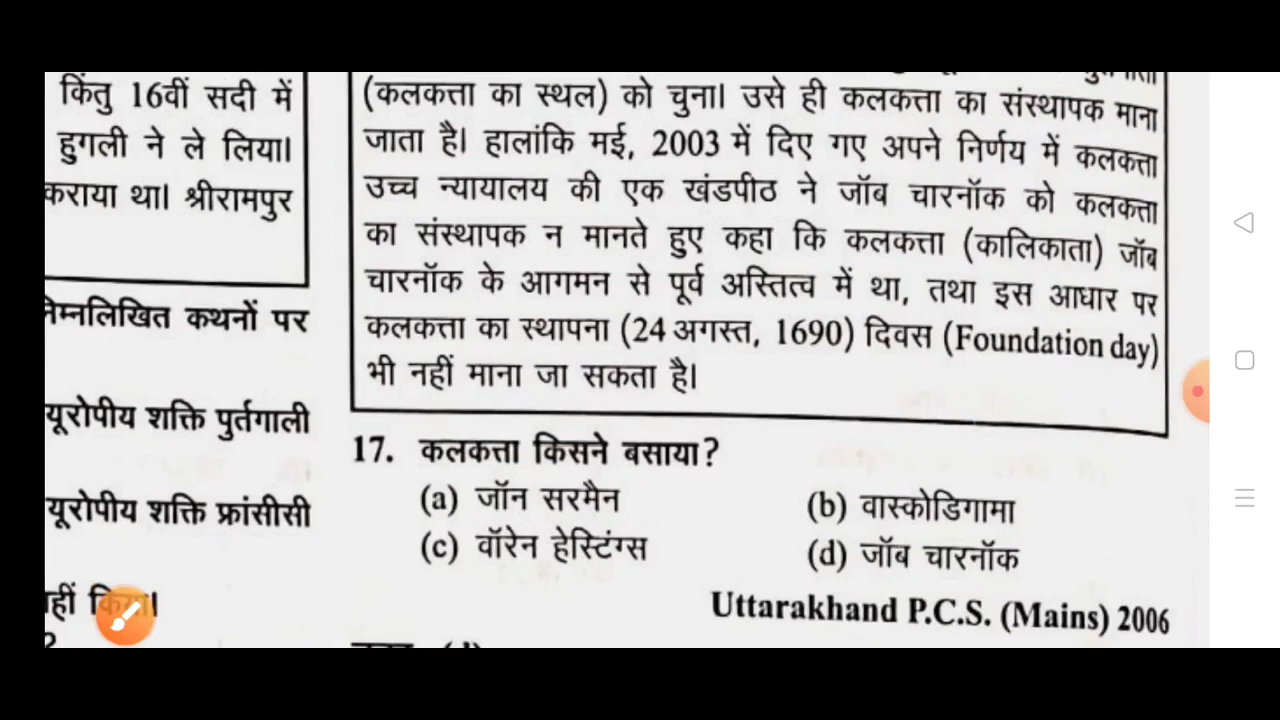 किंतु 16वीं सदी में
हुगली ने ले लिया।
कराया था। श्रीरामपुर
निम्नलिखित कथनों पर
यूरोपीय शक्ति पुर्तगाली
यूरोपीय शक्ति फ्रांसीसी
(कलकत्ता का स्थल) को चुना। उसे ही कलकत्ता का संस्थापक माना
जाता है। हालांकि मई, 2003 में दिए गए अपने निर्णय में कलकत्ता
उच्च न्यायालय की एक खंडपीठ ने जॉब चारनॉक को कलकत्ता
का संस्थापक न मानते हुए कहा कि कलकत्ता (कालिकाता) जॉब
चारनॉक के आगमन से पूर्व अस्तित्व में था, तथा इस आधार पर
कलकत्ता का स्थापना (24 अगस्त, 1690) दिवस (Foundation day)
भी नहीं माना जा सकता है।
17. कलकत्ता किसने बसाया?
(a) जॉन सरमैन (b) वास्कोडिगामा
(c) वॉरेन हेस्टिंग्स (d) जॉब चारनॉक
Uttarakhand P.C.S. (Mains) 2006